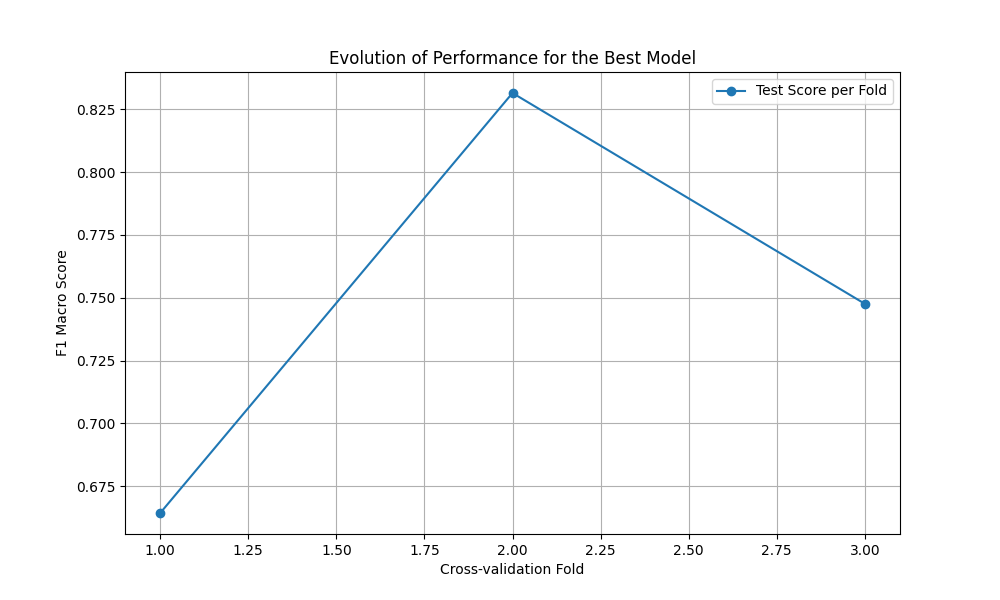 Evolution of Performance for the Best Model
Test Score per Fold
F1 Macro Score
0.825
0.800
0.775
0.750
0.725
0.700
0.675
1.00 1.25 1.50 1.75 2.00 2.25 2.50 2.75 3.00
Cross-validation Fold